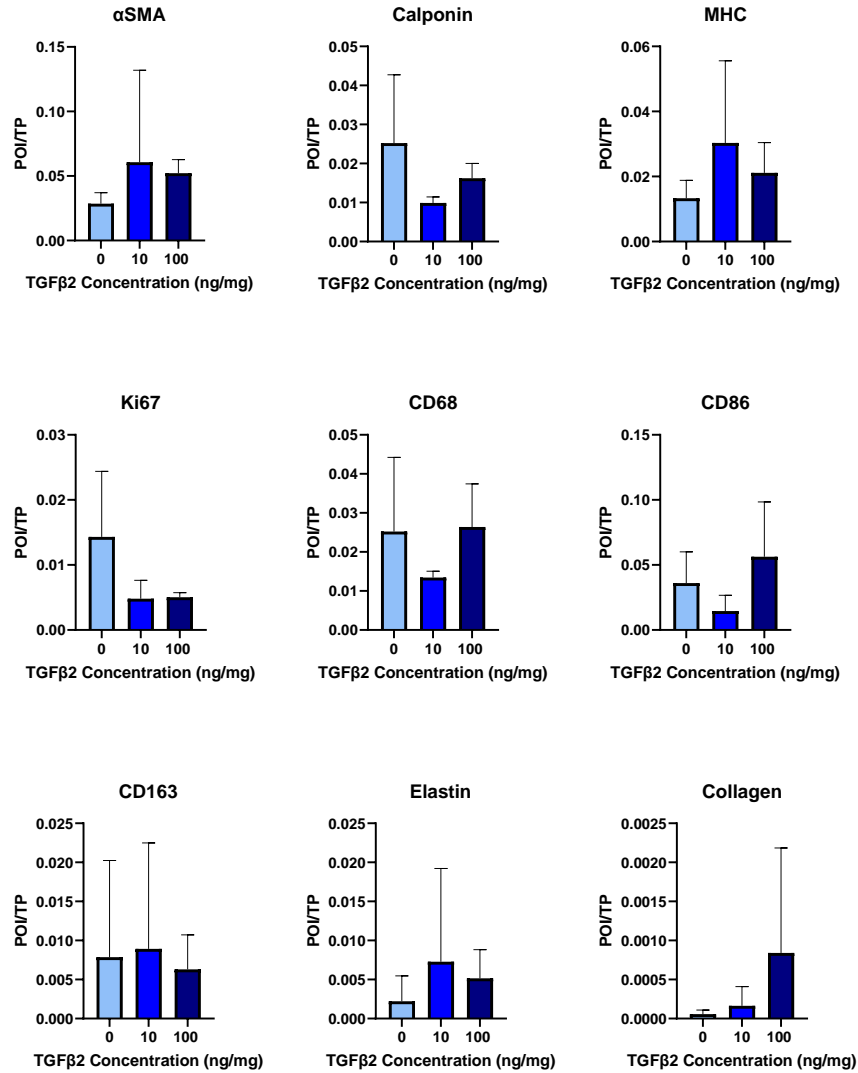 αSMA
0.15
0.10
0.05
0.00
POI/TP
0 10 100
TGFβ2 Concentration (ng/mg)
Calponin
0.05
0.04
0.03
0.02
0.01
0.00
POI/TP
0 10 100
TGFβ2 Concentration (ng/mg)
MHC
0.06
0.04
0.02
0.00
POI/TP
0 10 100
TGFβ2 Concentration (ng/mg)
Ki67
0.03
0.02
0.01
0.00
POI/TP
0 10 100
TGFβ2 Concentration (ng/mg)
CD68
0.05
0.04
0.03
0.02
0.01
0.00
POI/TP
0 10 100
TGFβ2 Concentration (ng/mg)
CD86
0.15
0.10
0.05
0.00
POI/TP
0 10 100
TGFβ2 Concentration (ng/mg)
CD163
0.025
0.020
0.015
0.010
0.005
0.000
POI/TP
0 10 100
TGFβ2 Concentration (ng/mg)
Elastin
0.025
0.020
0.015
0.010
0.005
0.000
POI/TP
0 10 100
TGFβ2 Concentration (ng/mg)
Collagen
0.0025
0.0020
0.0015
0.0010
0.0005
0.0000
POI/TP
0 10 100
TGFβ2 Concentration (ng/mg)